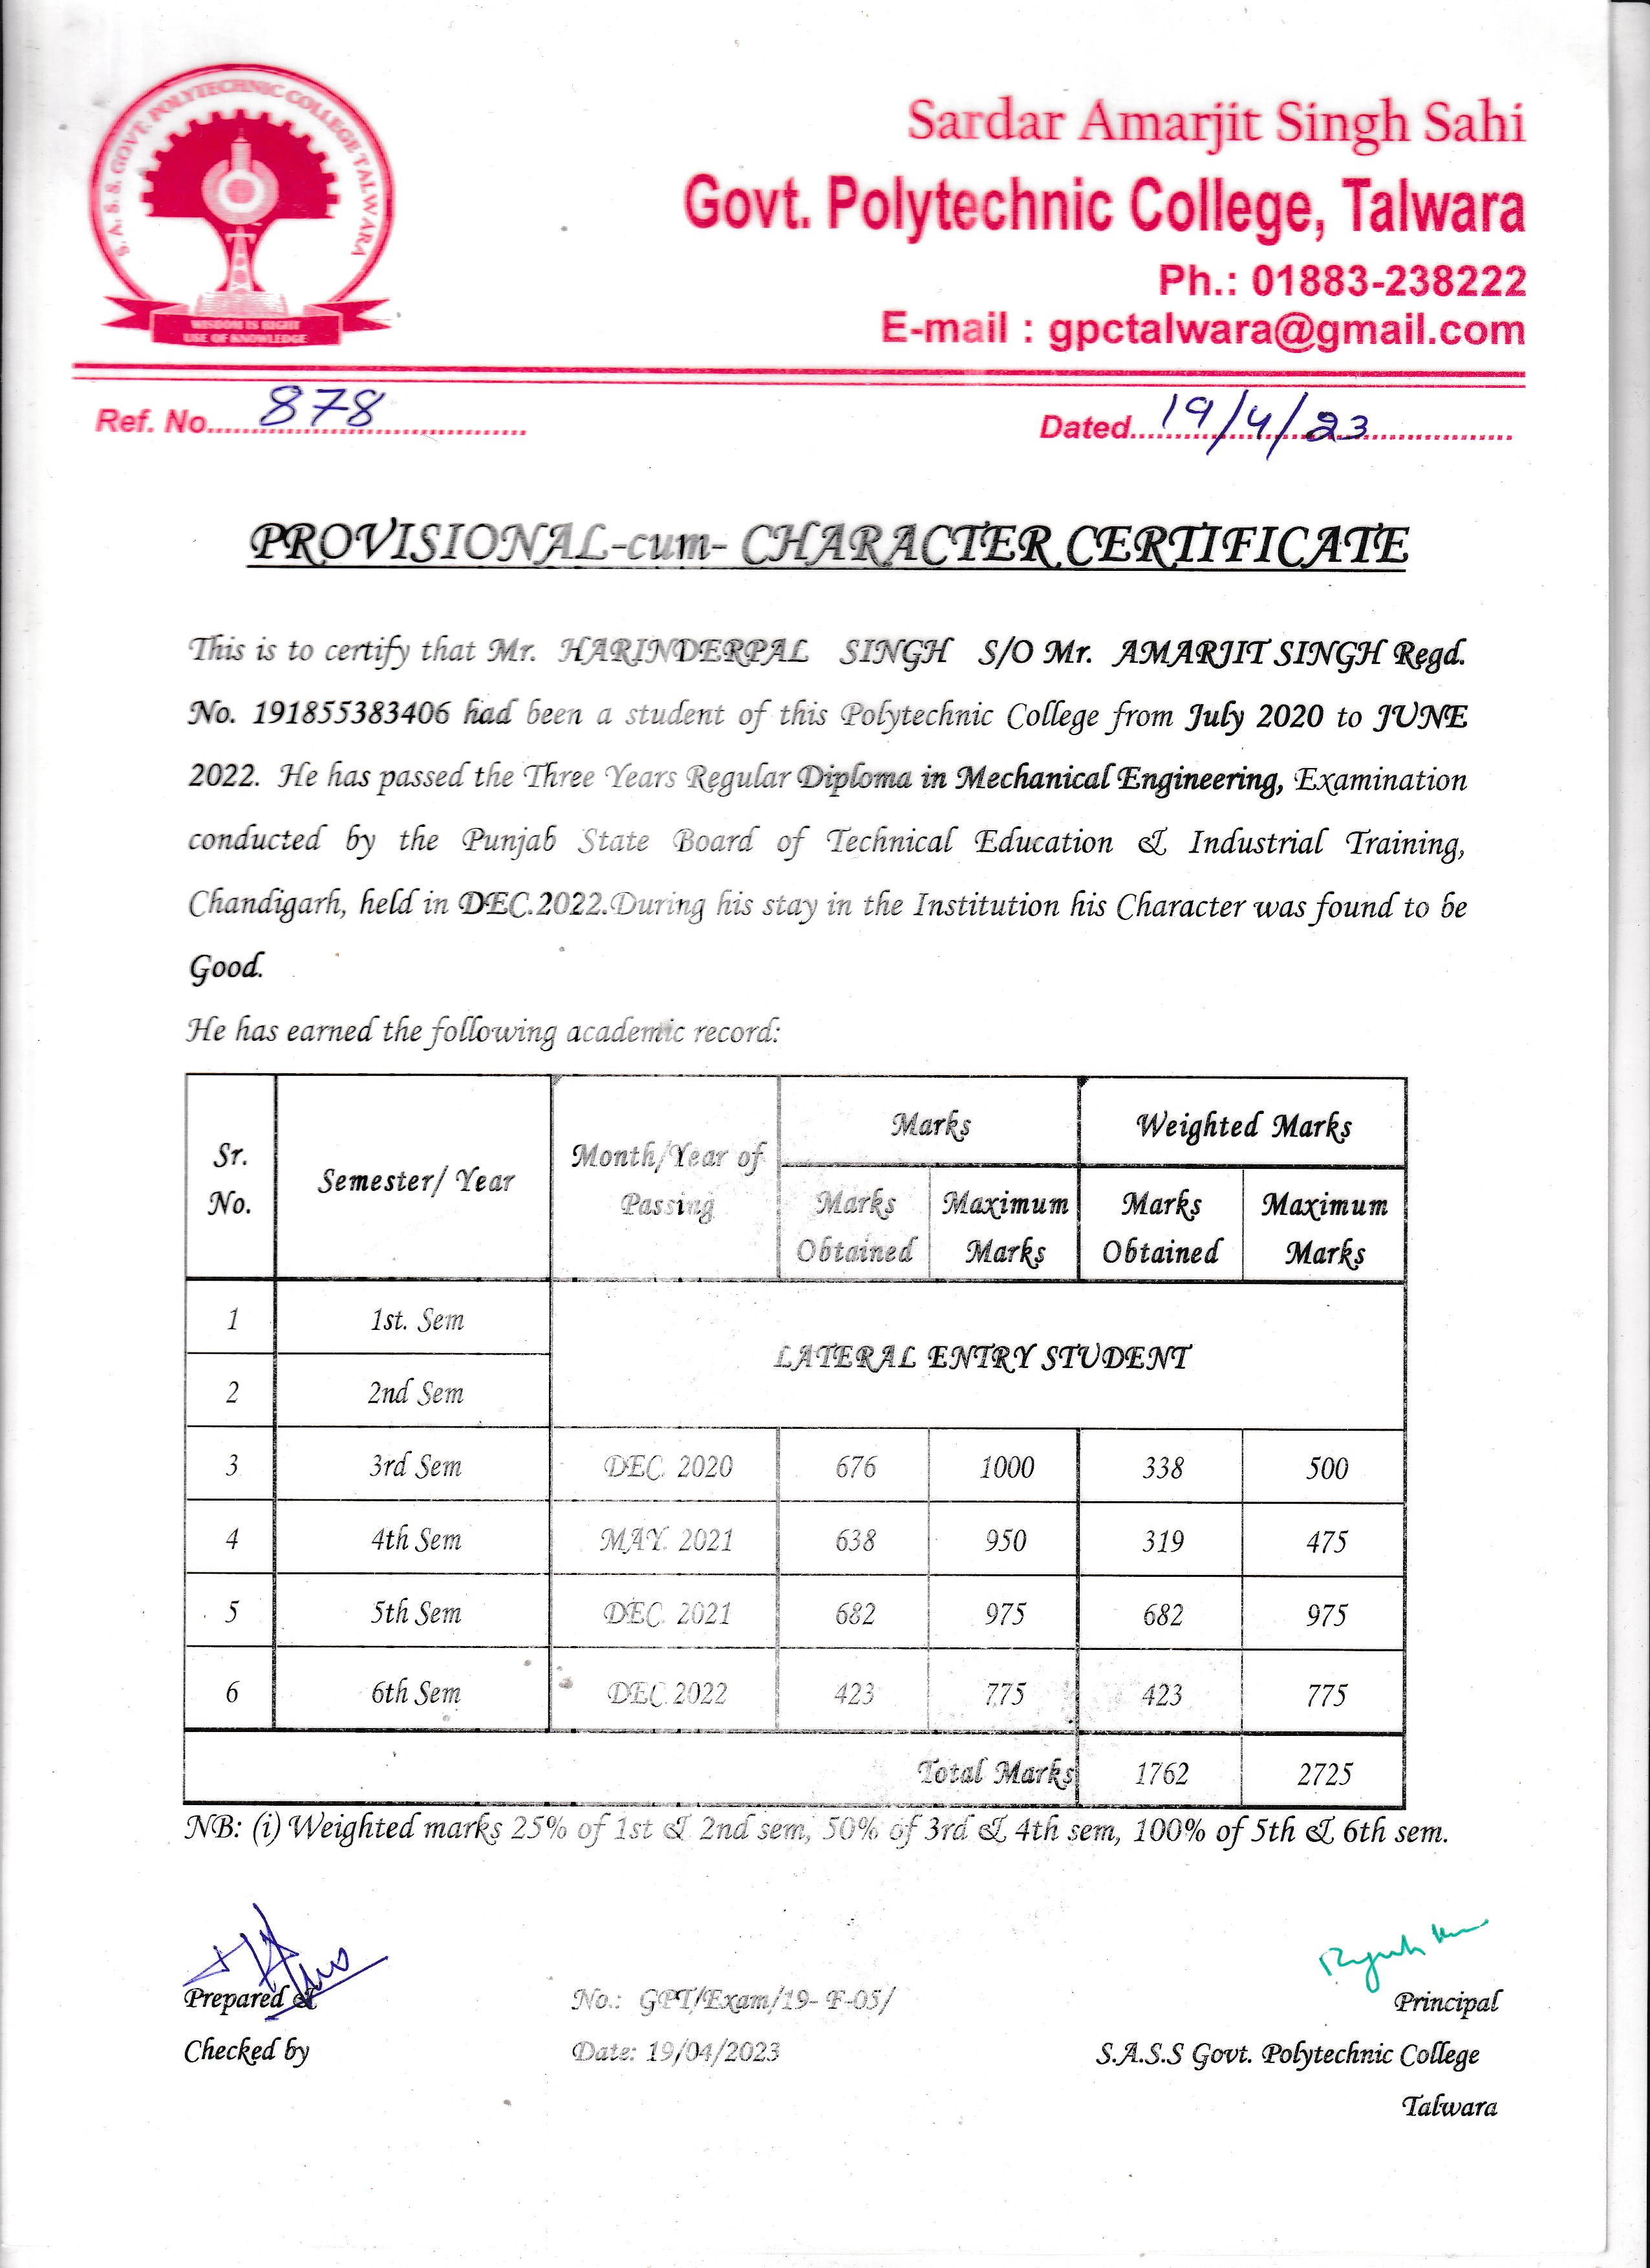 S. A. S. S. GOVT. POLYTECHNIC COLLEGE TALWARA
WISDOM IS RIGHT
USE OF KNOWLEDGE
Sardar Amarjit Singh Sahi
Govt. Polytechnic College, Talwara
Ph.: 01883-238222
E-mail : gpctalwara@gmail.com
Ref. No. 878 Dated 19/4/23
PROVISIONAL-cum- CHARACTER CERTIFICATE
This is to certify that Mr. HARINDERPAL SINGH S/O Mr. AMARJIT SINGH Regd.
No. 191855383406 had been a student of this Polytechnic College from July 2020 to JUNE
2022. He has passed the Three Years Regular Diploma in Mechanical Engineering, Examination
conducted by the Punjab State Board of Technical Education & Industrial Training,
Chandigarh, held in DEC.2022.During his stay in the Institution his Character was found to be
Good.
He has earned the following academic record:
Sr. No. Semester/ Year Month/Year of Passing Marks Weighted Marks
Marks Obtained Maximum Marks Marks Obtained Maximum Marks
1 1st. Sem
LATERAL ENTRY STUDENT
2 2nd Sem
3 3rd Sem DEC. 2020 676 1000 338 500
4 4th Sem MAY. 2021 638 950 319 475
5 5th Sem DEC. 2021 682 975 682 975
6 6th Sem DEC.2022 423 775 423 775
Total Marks 1762 2725
NB: (i) Weighted marks 25% of 1st & 2nd sem, 50% of 3rd & 4th sem, 100% of 5th & 6th sem.
Prepared & No.: GPT/Exam/19- F-05/ Principal
Checked by Date: 19/04/2023 S.A.S.S Govt. Polytechnic College
Talwara